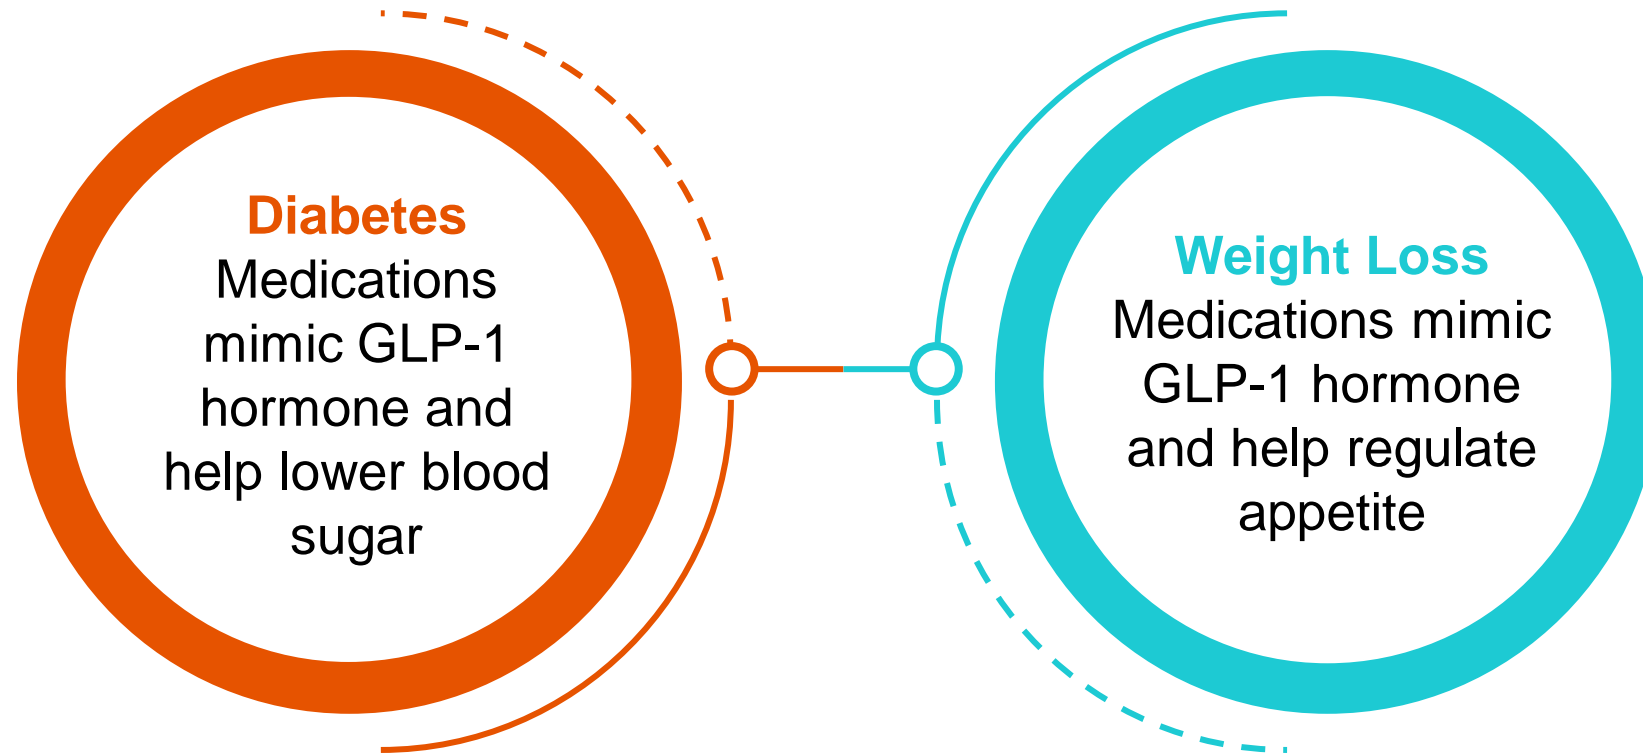 Diabetes
Medications
mimic GLP-1
hormone and
help lower blood
sugar
Weight Loss
Medications mimic
GLP-1 hormone
and help regulate
appetite